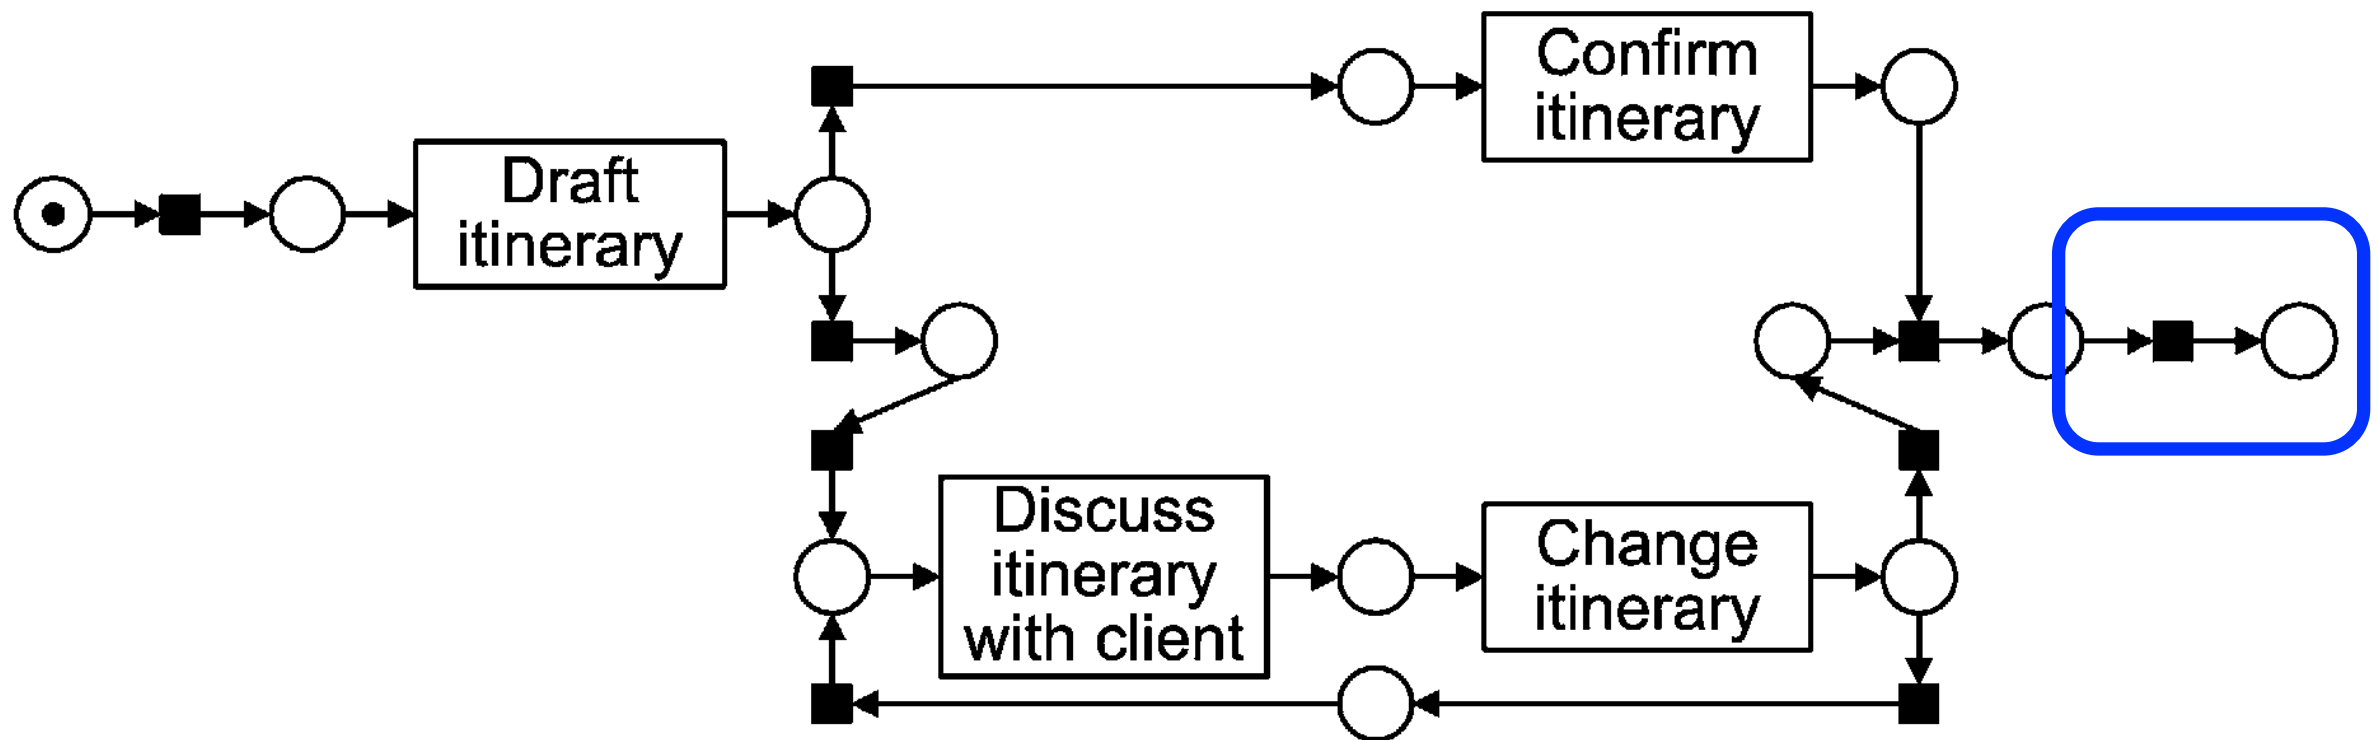 Confirm
itinerary
Draft
itinerary
Discuss
itinerary
with client
Change
itinerary